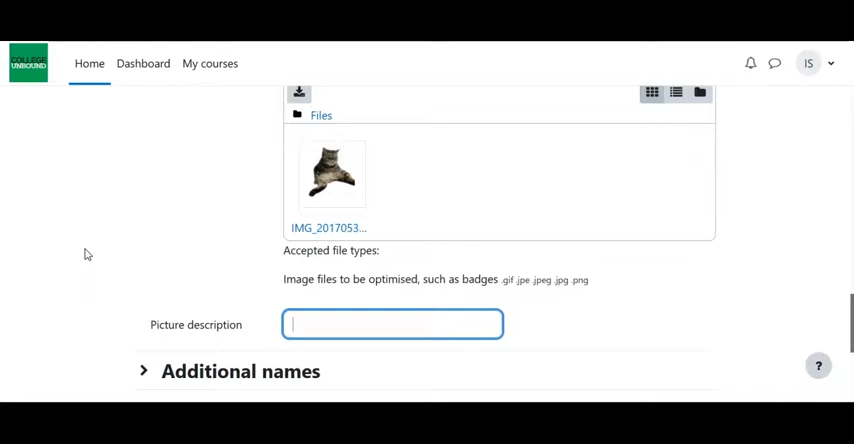 COLLEGE
UNBOUND
Home Dashboard My courses IS
Files
IMG_2017053...
Accepted file types:
Image files to be optimised, such as badges .gif .jpe .jpeg .jpg .png
Picture description
Additional names
?